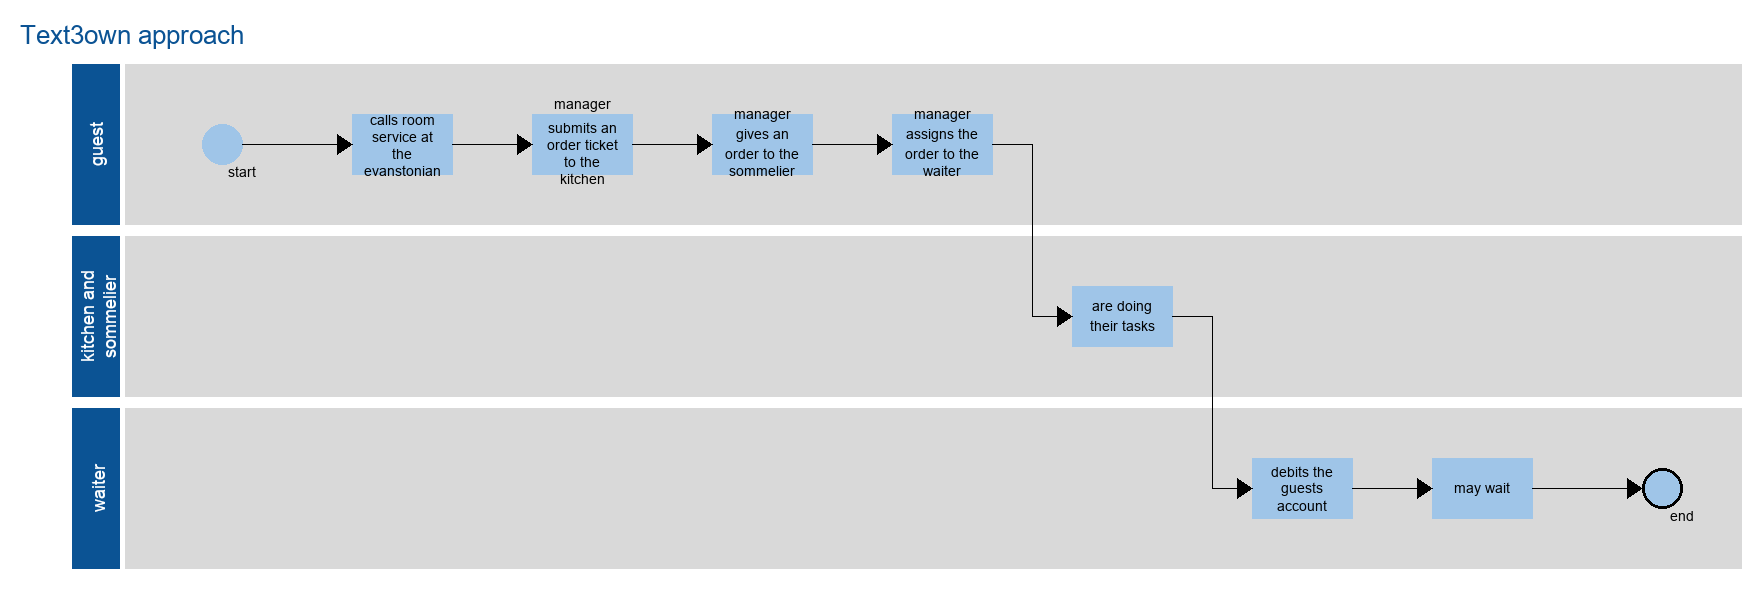 Text3own approach
guest
start
calls room
service at
the
evanstonian
manager
submits an
order ticket
to the
kitchen
manager
gives an
order to the
sommelier
manager
assigns the
order to the
waiter
kitchen and
sommelier
are doing
their tasks
waiter
debits the
guests
account
may wait
end